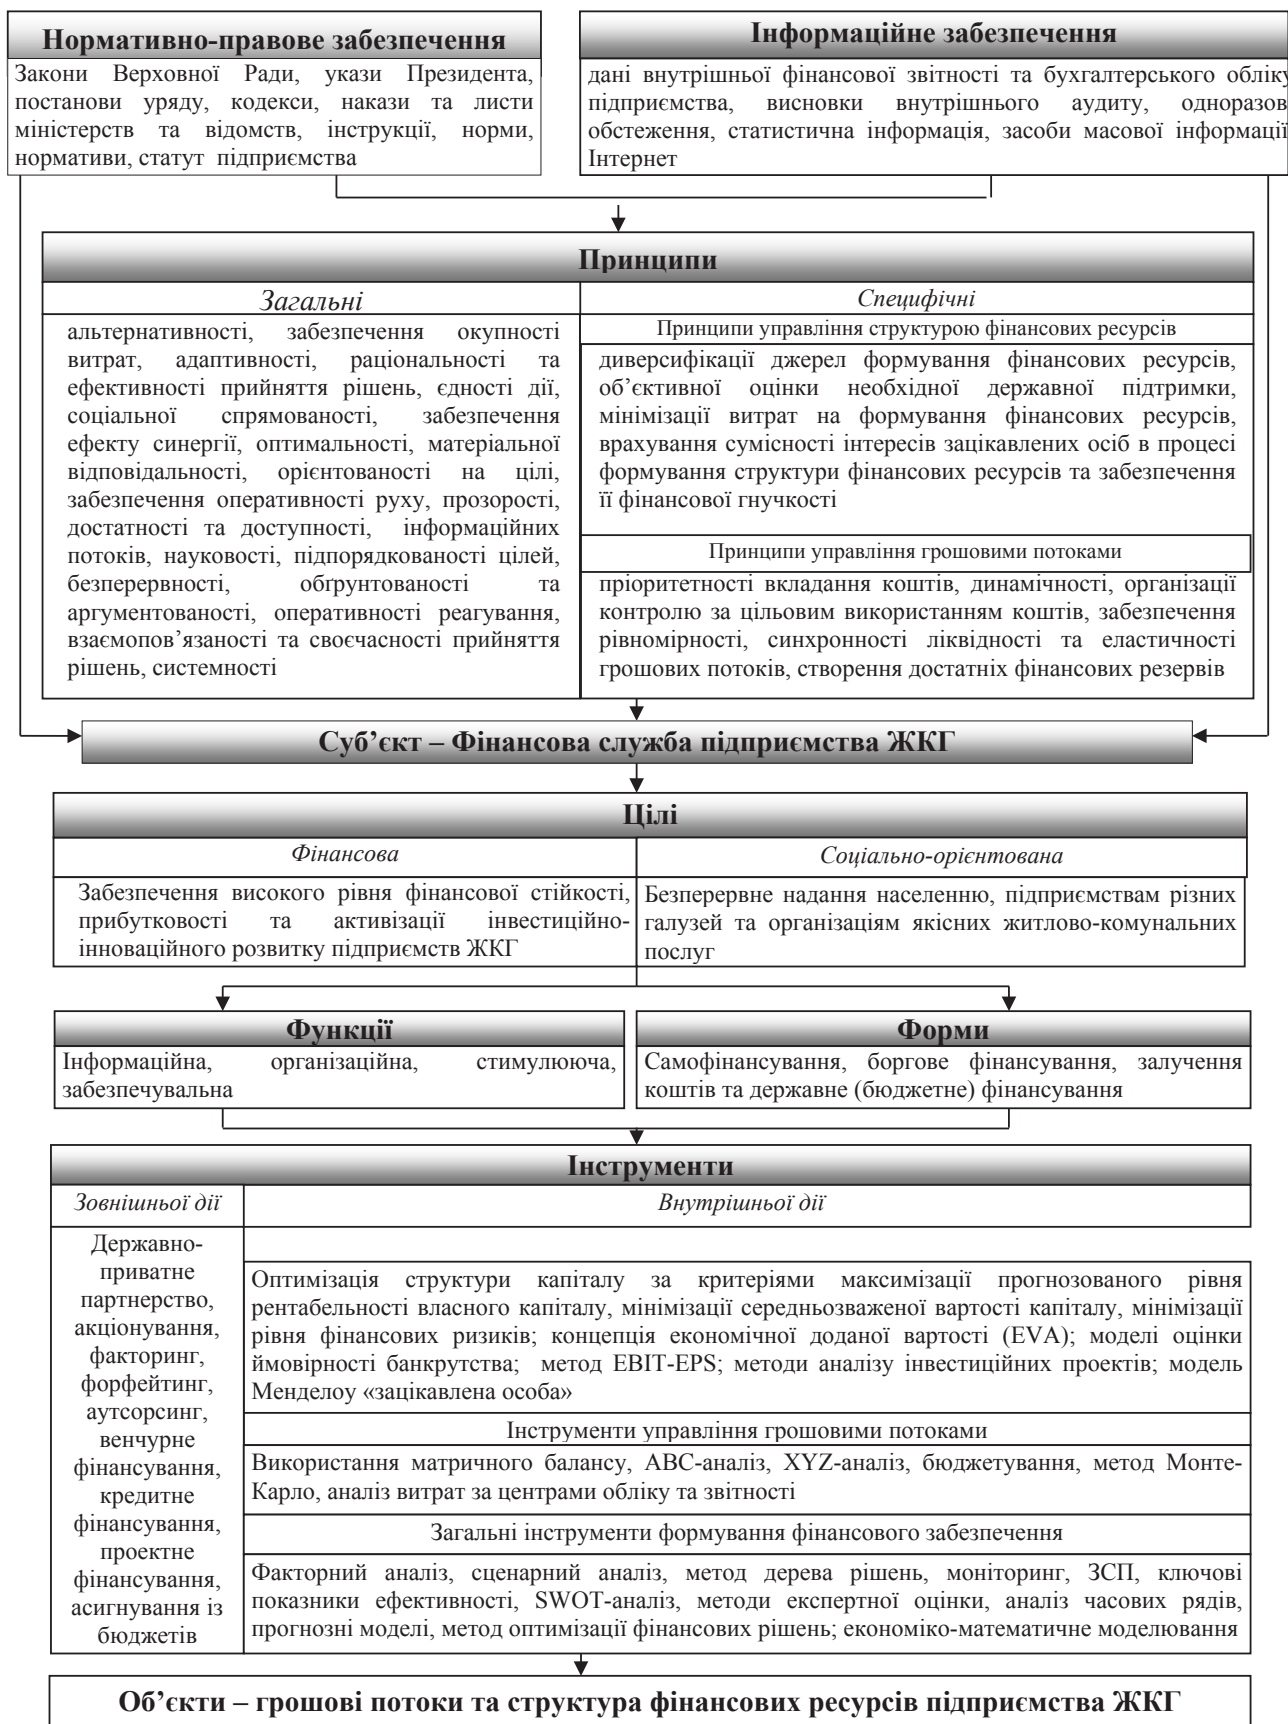 Нормативно-правове забезпечення
Закони Верховної Ради, укази Президента,
постанови уряду, кодекси, накази та листи
міністерств та відомств, інструкції, норми,
нормативи, статут підприємства
Інформаційне забезпечення
дані внутрішньої фінансової звітності та бухгалтерського обліку
підприємства, висновки внутрішнього аудиту, одноразов
обстеження, статистична інформація, засоби масової інформації
Інтернет
Принципи
Загальні
альтернативності, забезпечення окупності
витрат, адаптивності, раціональності та
ефективності прийняття рішень, єдності дії,
соціальної спрямованості, забезпечення
ефекту синергії, оптимальності, матеріальної
відповідальності, орієнтованості на цілі,
забезпечення оперативності руху, прозорості,
достатності та доступності, інформаційних
потоків, науковості, підпорядкованості цілей,
безперервності, обґрунтованості та
аргументованості, оперативності реагування,
взаємопов’язаності та своєчасності прийняття
рішень, системності
Специфічні
Принципи управління структурою фінансових ресурсів
диверсифікації джерел формування фінансових ресурсів,
об’єктивної оцінки необхідної державної підтримки,
мінімізації витрат на формування фінансових ресурсів,
врахування сумісності інтересів зацікавлених осіб в процесі
формування структури фінансових ресурсів та забезпечення
її фінансової гнучкості
Принципи управління грошовими потоками
пріоритетності вкладання коштів, динамічності, організації
контролю за цільовим використанням коштів, забезпечення
рівномірності, синхронності ліквідності та еластичності
грошових потоків, створення достатніх фінансових резервів
Суб’єкт – Фінансова служба підприємства ЖКГ
Цілі
Фінансова
Забезпечення високого рівня фінансової стійкості,
прибутковості та активізації інвестиційно-
інноваційного розвитку підприємств ЖКГ
Соціально-орієнтована
Безперервне надання населенню, підприємствам різних
галузей та організаціям якісних житлово-комунальних
послуг
Функції
Інформаційна, організаційна, стимулююча,
забезпечувальна
Форми
Самофінансування, боргове фінансування, залучення
коштів та державне (бюджетне) фінансування
Інструменти
Зовнішньої дії
Державно-
приватне
партнерство,
акціонування,
факторинг,
форфейтинг,
аутсорсинг,
венчурне
фінансування,
кредитне
фінансування,
проектне
фінансування,
асигнування із
бюджетів
Внутрішньої дії
Оптимізація структури капіталу за критеріями максимізації прогнозованого рівня
рентабельності власного капіталу, мінімізації середньозваженої вартості капіталу, мінімізації
рівня фінансових ризиків; концепція економічної доданої вартості (EVA); моделі оцінки
ймовірності банкрутства; метод EBIT-EPS; методи аналізу інвестиційних проектів; модель
Менделоу «зацікавлена особа»
Інструменти управління грошовими потоками
Використання матричного балансу, ABC-аналіз, XYZ-аналіз, бюджетування, метод Монте-
Карло, аналіз витрат за центрами обліку та звітності
Загальні інструменти формування фінансового забезпечення
Факторний аналіз, сценарний аналіз, метод дерева рішень, моніторинг, ЗСП, ключові
показники ефективності, SWOT-аналіз, методи експертної оцінки, аналіз часових рядів,
прогнозні моделі, метод оптимізації фінансових рішень; економіко-математичне моделювання
Об’єкти – грошові потоки та структура фінансових ресурсів підприємства ЖКГ